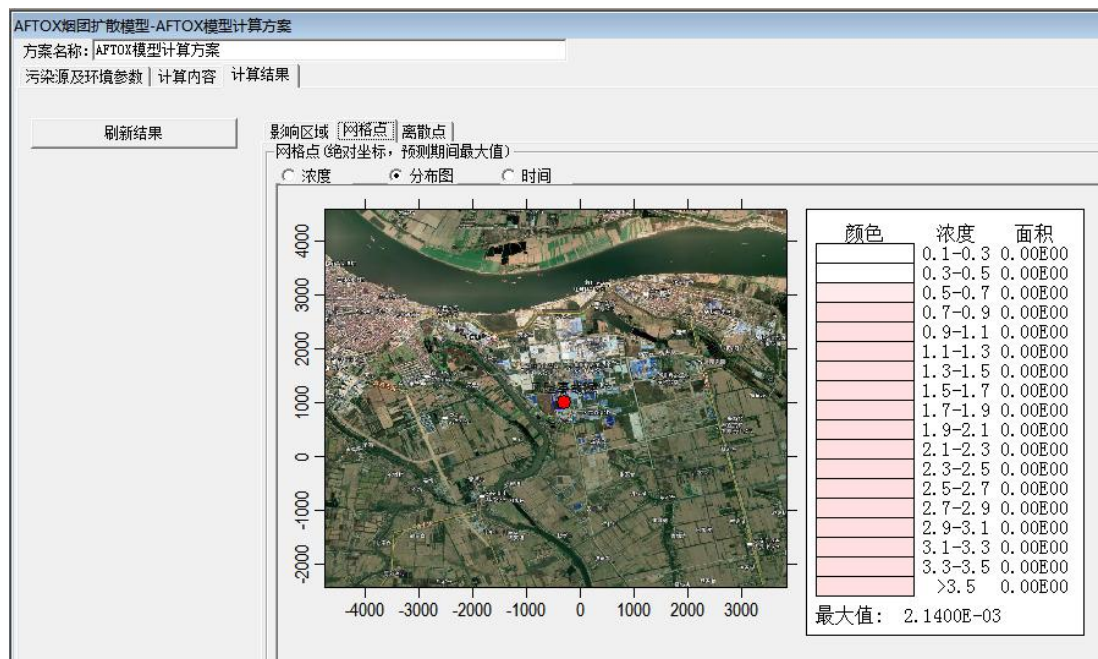 AFTOX烟团扩散模型-AFTOX模型计算方案
方案名称: AFTOX模型计算方案
污染源及环境参数 计算内容 计算结果
刷新结果
影响区域 网格点 离散点
网格点(绝对坐标，预测期间最大值)
浓度 分布图 时间
4000
3000
2000
1000
0
-1000
-2000
-4000 -3000 -2000 -1000 0 1000 2000 3000
颜色 浓度 面积
0.1-0.3 0.00E00
0.3-0.5 0.00E00
0.5-0.7 0.00E00
0.7-0.9 0.00E00
0.9-1.1 0.00E00
1.1-1.3 0.00E00
1.3-1.5 0.00E00
1.5-1.7 0.00E00
1.7-1.9 0.00E00
1.9-2.1 0.00E00
2.1-2.3 0.00E00
2.3-2.5 0.00E00
2.5-2.7 0.00E00
2.7-2.9 0.00E00
2.9-3.1 0.00E00
3.1-3.3 0.00E00
3.3-3.5 0.00E00
>3.5 0.00E00
最大值: 2.1400E-03